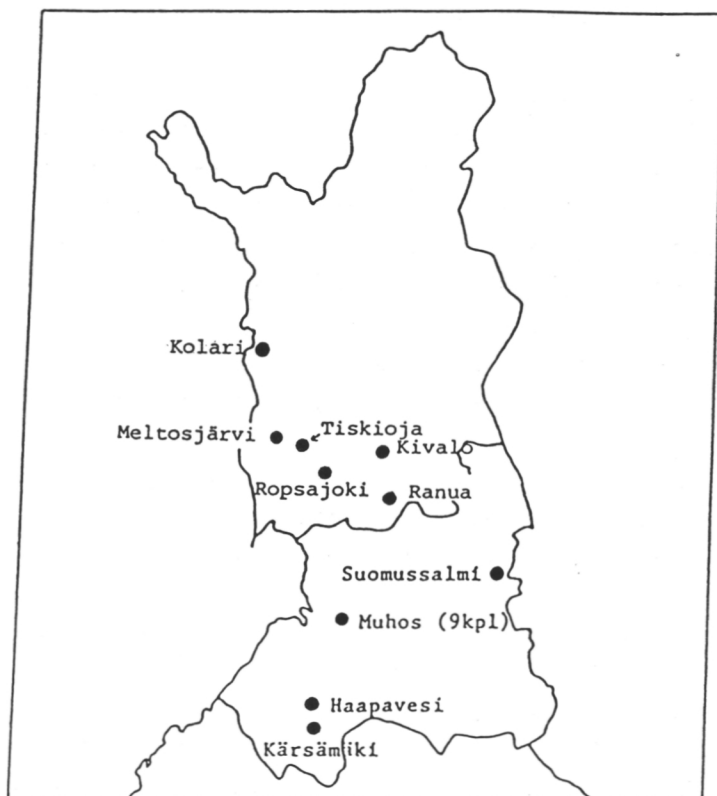 Kolari
Meltosjärvi
Tiskioja
Kivalo
Ropsajoki
Ranua
Suomussalmi
Muhos (9kpl)
Haapavesi
Kärsämäki